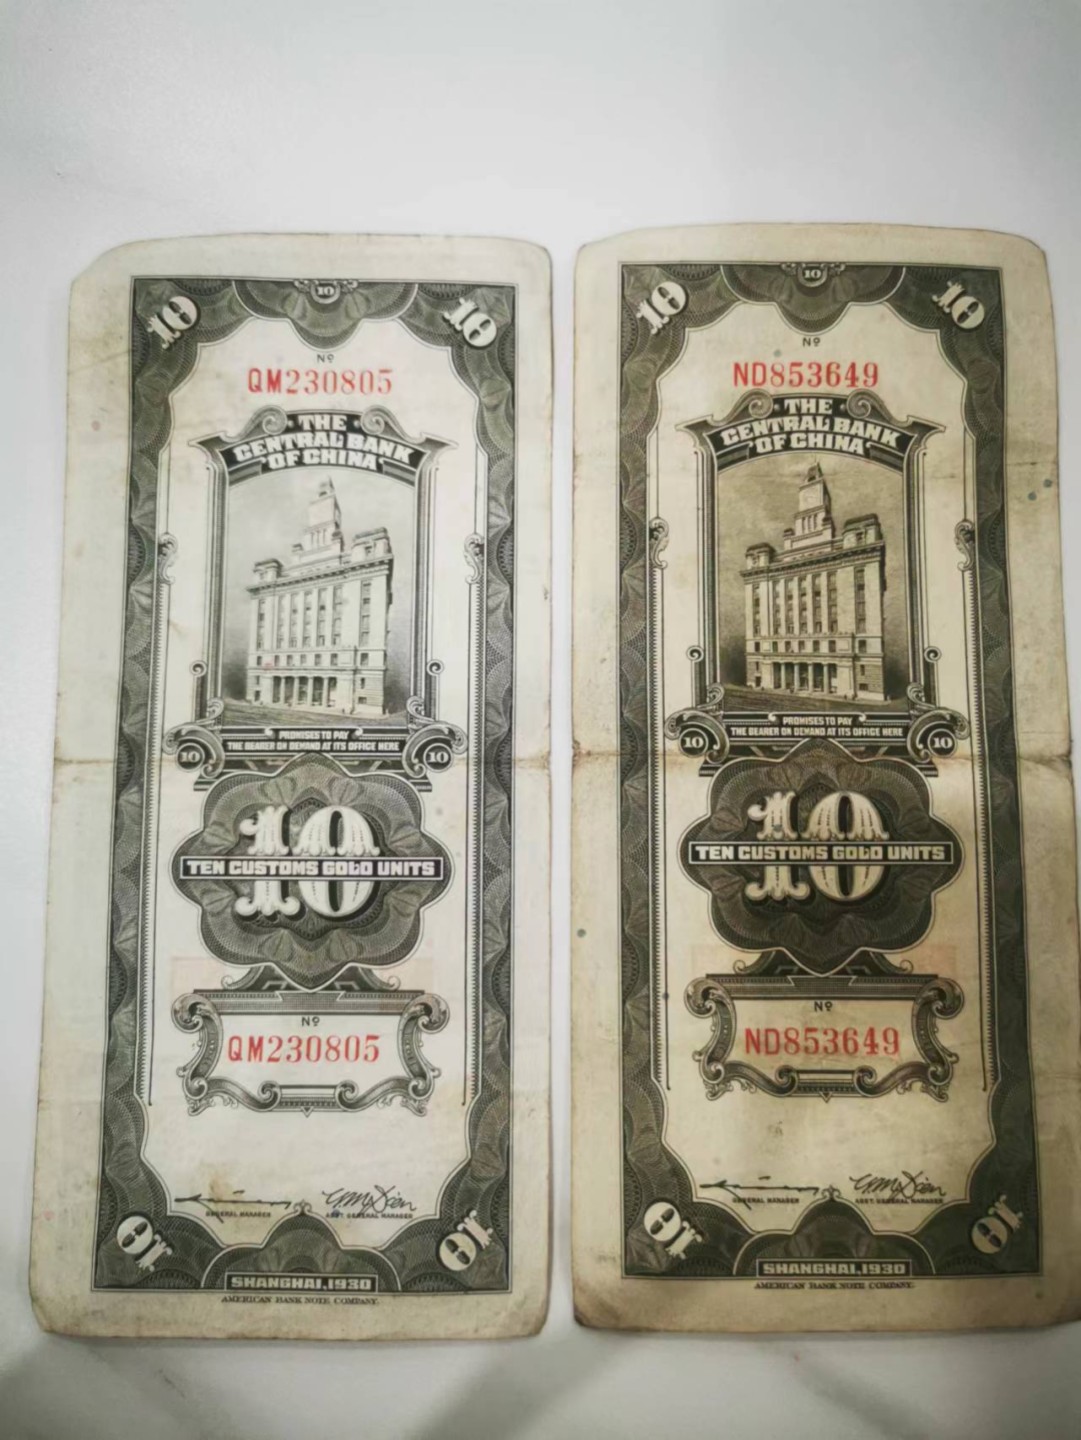 10
10
10
Nº
QM230805
THE
CENTRAL BANK
OF CHINA
PROMISES TO PAY
THE BEARER ON DEMAND AT ITS OFFICE HERE
10
10
10
TEN CUSTOMS GOLD UNITS
Nº
QM230805
GENERAL MANAGER
ASST. GENERAL MANAGER
10
10
SHANGHAI, 1930
AMERICAN BANK NOTE COMPANY.
10
10
10
Nº
ND853649
THE
CENTRAL BANK
OF CHINA
PROMISES TO PAY
THE BEARER ON DEMAND AT ITS OFFICE HERE
10
10
10
TEN CUSTOMS GOLD UNITS
Nº
ND853649
GENERAL MANAGER
ASST. GENERAL MANAGER
10
10
SHANGHAI, 1930
AMERICAN BANK NOTE COMPANY.